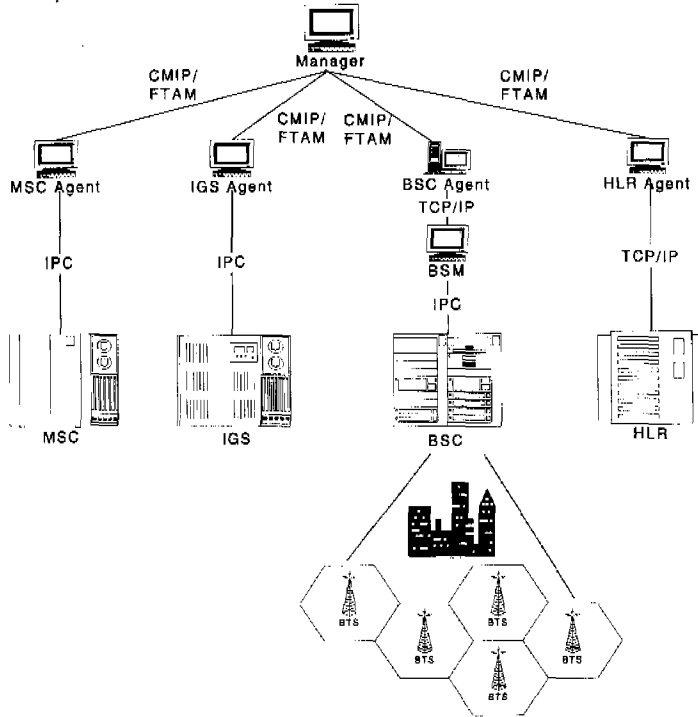 Manager
CMIP/
FTAM
CMIP/
FTAM
CMIP/
FTAM
CMIP/
FTAM
MSC Agent
IGS Agent
BSC Agent
HLR Agent
TCP/IP
IPC
IPC
BSM
TCP/IP
IPC
MSC
IGS
BSC
HLR
BTS
BTS
BTS
BTS
BTS